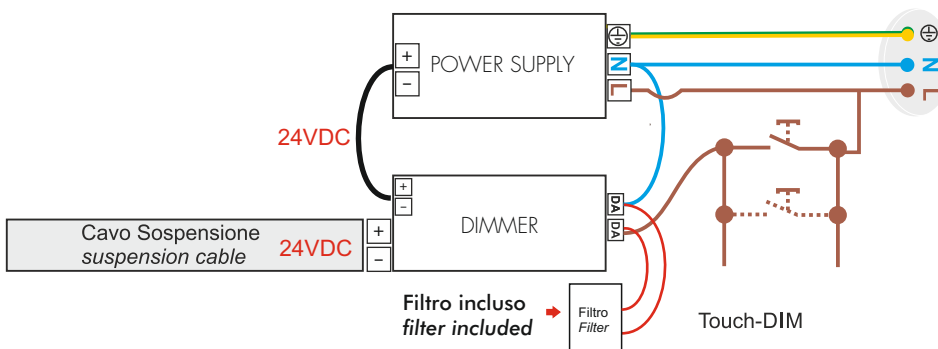 +
−
POWER SUPPLY
N
L
N
L
24VDC
+
−
DIMMER
DA
DA
Cavo Sospensione
suspension cable
24VDC
+
−
Filtro incluso
filter included
Filtro
Filter
Touch-DIM